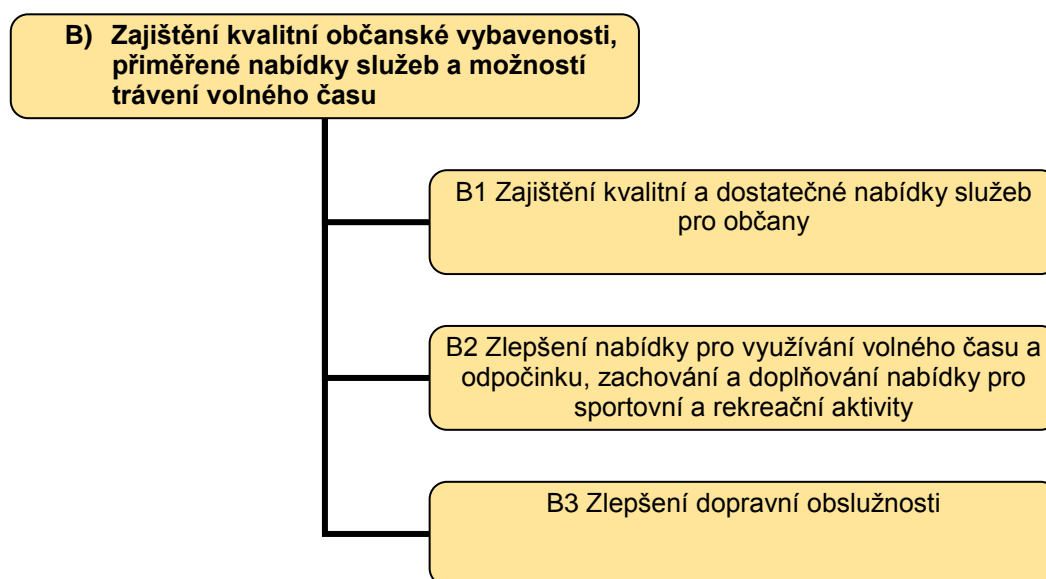 B) Zajištění kvalitní občanské vybavenosti,
přiměřené nabídky služeb a možností
trávení volného času
B1 Zajištění kvalitní a dostatečné nabídky služeb
pro občany
B2 Zlepšení nabídky pro využívání volného času a
odpočinku, zachování a doplňování nabídky pro
sportovní a rekreační aktivity
B3 Zlepšení dopravní obslužnosti